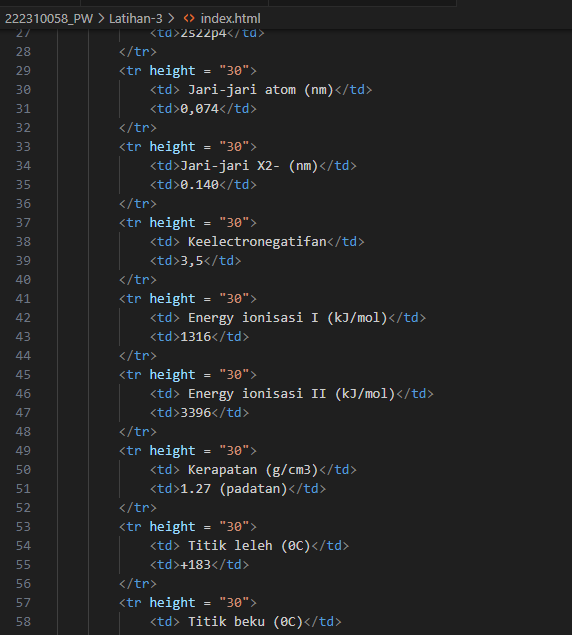 222310058_PW > Latihan-3 > <> index.html
27 <td>2s22p4</td>
28 </tr>
29 <tr height = "30">
30 <td> Jari-jari atom (nm)</td>
31 <td>0,074</td>
32 </tr>
33 <tr height = "30">
34 <td>Jari-jari X2- (nm)</td>
35 <td>0.140</td>
36 </tr>
37 <tr height = "30">
38 <td> Keelectronegatifan</td>
39 <td>3,5</td>
40 </tr>
41 <tr height = "30">
42 <td> Energy ionisasi I (kJ/mol)</td>
43 <td>1316</td>
44 </tr>
45 <tr height = "30">
46 <td> Energy ionisasi II (kJ/mol)</td>
47 <td>3396</td>
48 </tr>
49 <tr height = "30">
50 <td> Kerapatan (g/cm3)</td>
51 <td>1.27 (padatan)</td>
52 </tr>
53 <tr height = "30">
54 <td> Titik leleh (0C)</td>
55 <td>+183</td>
56 </tr>
57 <tr height = "30">
58 <td> Titik beku (0C)</td>